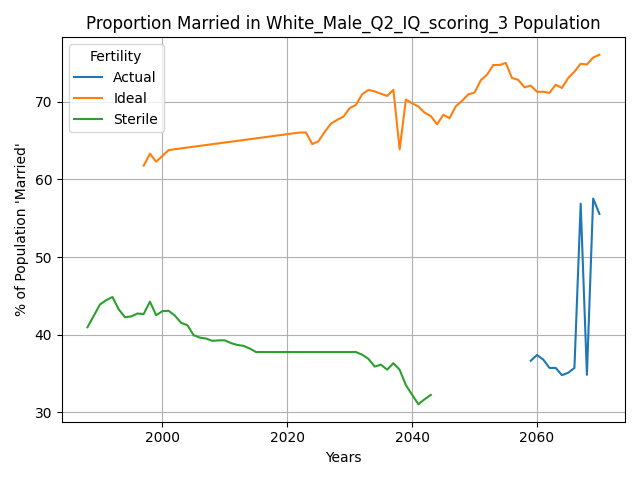 Proportion Married in White_Male_Q2_IQ_scoring_3 Population
Fertility
Actual
Ideal
Sterile
% of Population 'Married'
70
60
50
40
30
2000
2020
2040
2060
Years